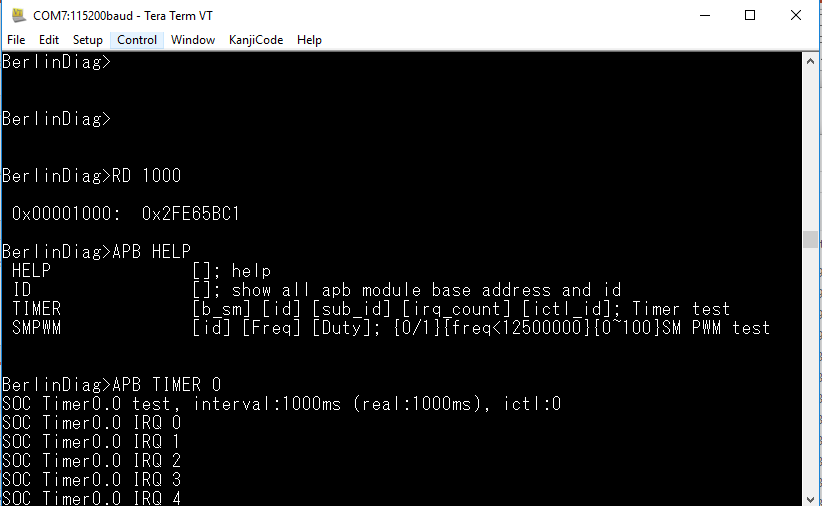 COM7:115200baud - Tera Term VT
File Edit Setup Control Window KanjiCode Help
BerlinDiag>
BerlinDiag>
BerlinDiag>RD 1000
0x00001000: 0x2FE65BC1
BerlinDiag>APB HELP
HELP []; help
ID []; show all apb module base address and id
TIMER [b_sm] [id] [sub_id] [irq_count] [ictl_id]; Timer test
SMPWM [id] [Freq] [Duty]; {0/1}{freq<12500000}{0~100}SM PWM test
BerlinDiag>APB TIMER 0
SOC Timer0.0 test, interval:1000ms (real:1000ms), ictl:0
SOC Timer0.0 IRQ 0
SOC Timer0.0 IRQ 1
SOC Timer0.0 IRQ 2
SOC Timer0.0 IRQ 3
SOC Timer0.0 IRQ 4